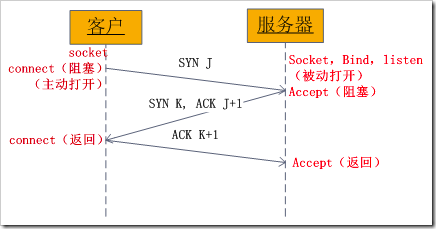 客户
服务器
socket
connect（阻塞）
（主动打开）
SYN J
Socket, Bind, listen
（被动打开）
Accept（阻塞）
SYN K, ACK J+1
connect（返回）
ACK K+1
Accept（返回）